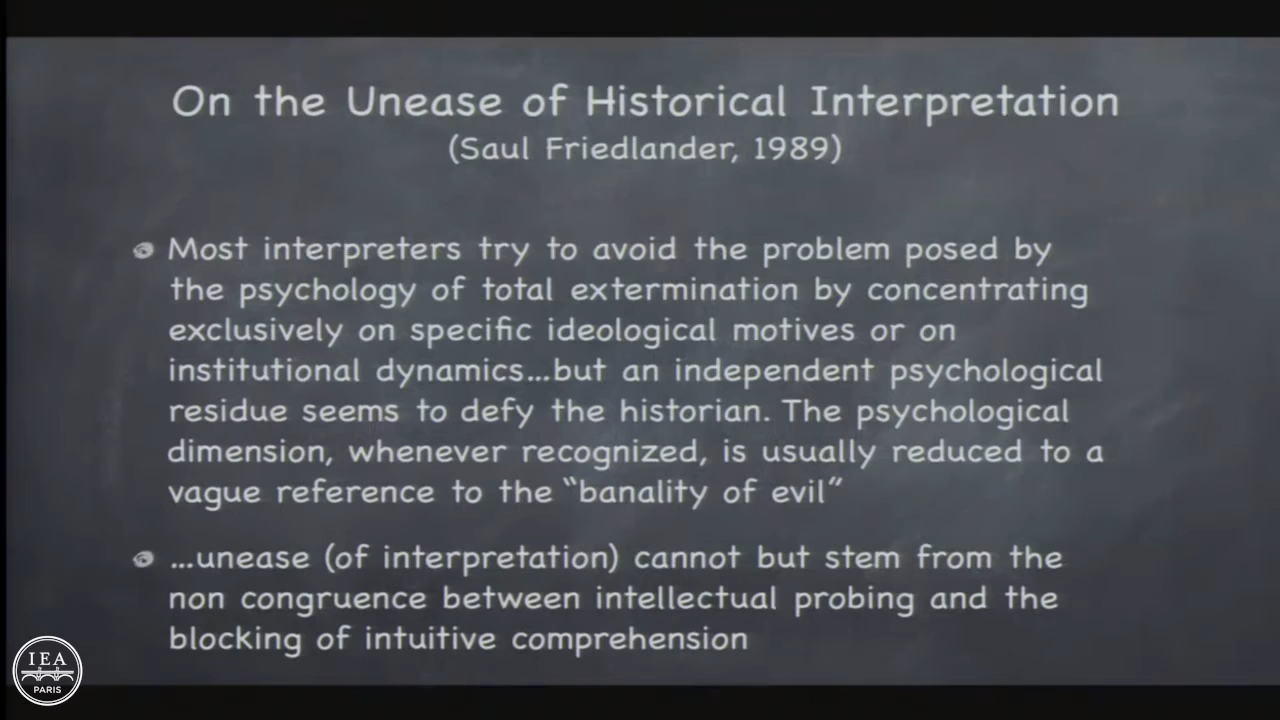 On the Unease of Historical Interpretation
(Saul Friedlander, 1989)
Most interpreters try to avoid the problem posed by
the psychology of total extermination by concentrating
exclusively on specific ideological motives or on
institutional dynamics...but an independent psychological
residue seems to defy the historian. The psychological
dimension, whenever recognized, is usually reduced to a
vague reference to the “banality of evil”
...unease (of interpretation) cannot but stem from the
non congruence between intellectual probing and the
blocking of intuitive comprehension
IEA
PARIS